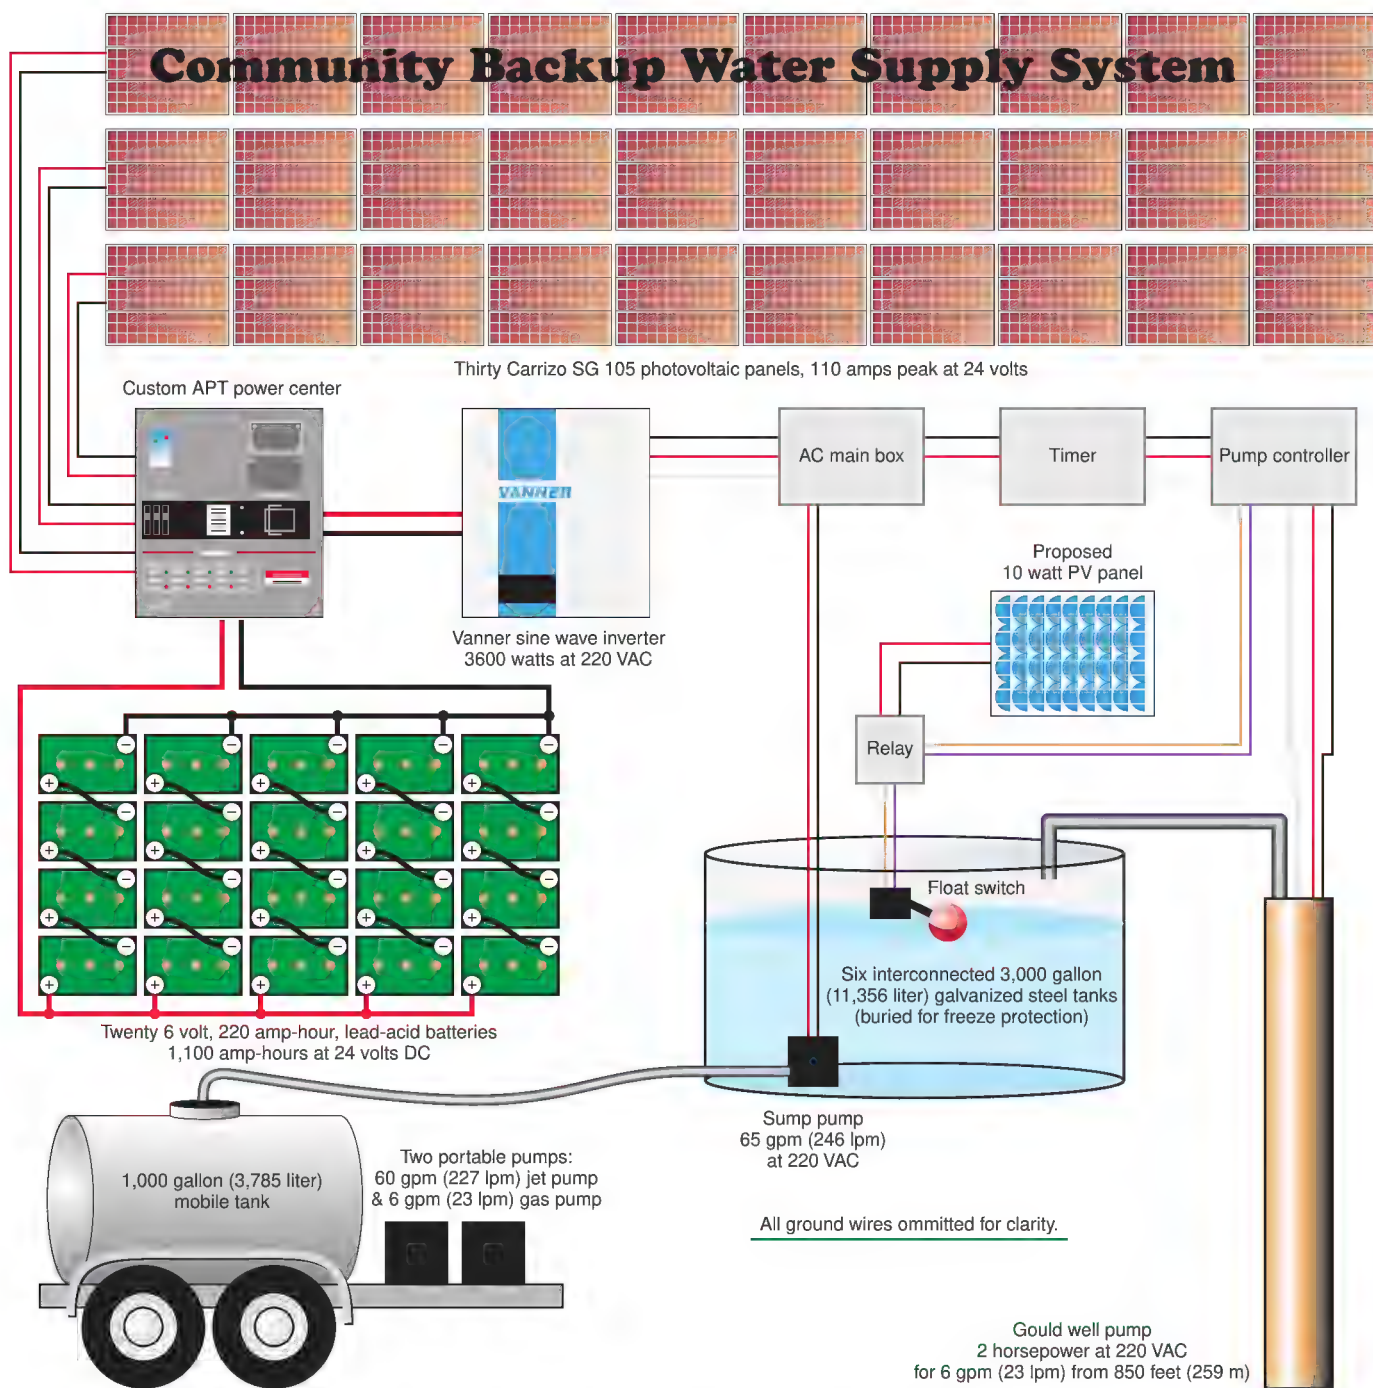 Community Backup Water Supply System
Thirty Carrizo SG 105 photovoltaic panels, 110 amps peak at 24 volts
Custom APT power center
VANNER
AC main box
Timer
Pump controller
Vanner sine wave inverter
3600 watts at 220 VAC
Proposed
10 watt PV panel
Relay
Float switch
Six interconnected 3,000 gallon
(11,356 liter) galvanized steel tanks
(buried for freeze protection)
Twenty 6 volt, 220 amp-hour, lead-acid batteries
1,100 amp-hours at 24 volts DC
Sump pump
65 gpm (246 lpm)
at 220 VAC
1,000 gallon (3,785 liter)
mobile tank
Two portable pumps:
60 gpm (227 lpm) jet pump
& 6 gpm (23 lpm) gas pump
All ground wires ommitted for clarity.
Gould well pump
2 horsepower at 220 VAC
for 6 gpm (23 lpm) from 850 feet (259 m)